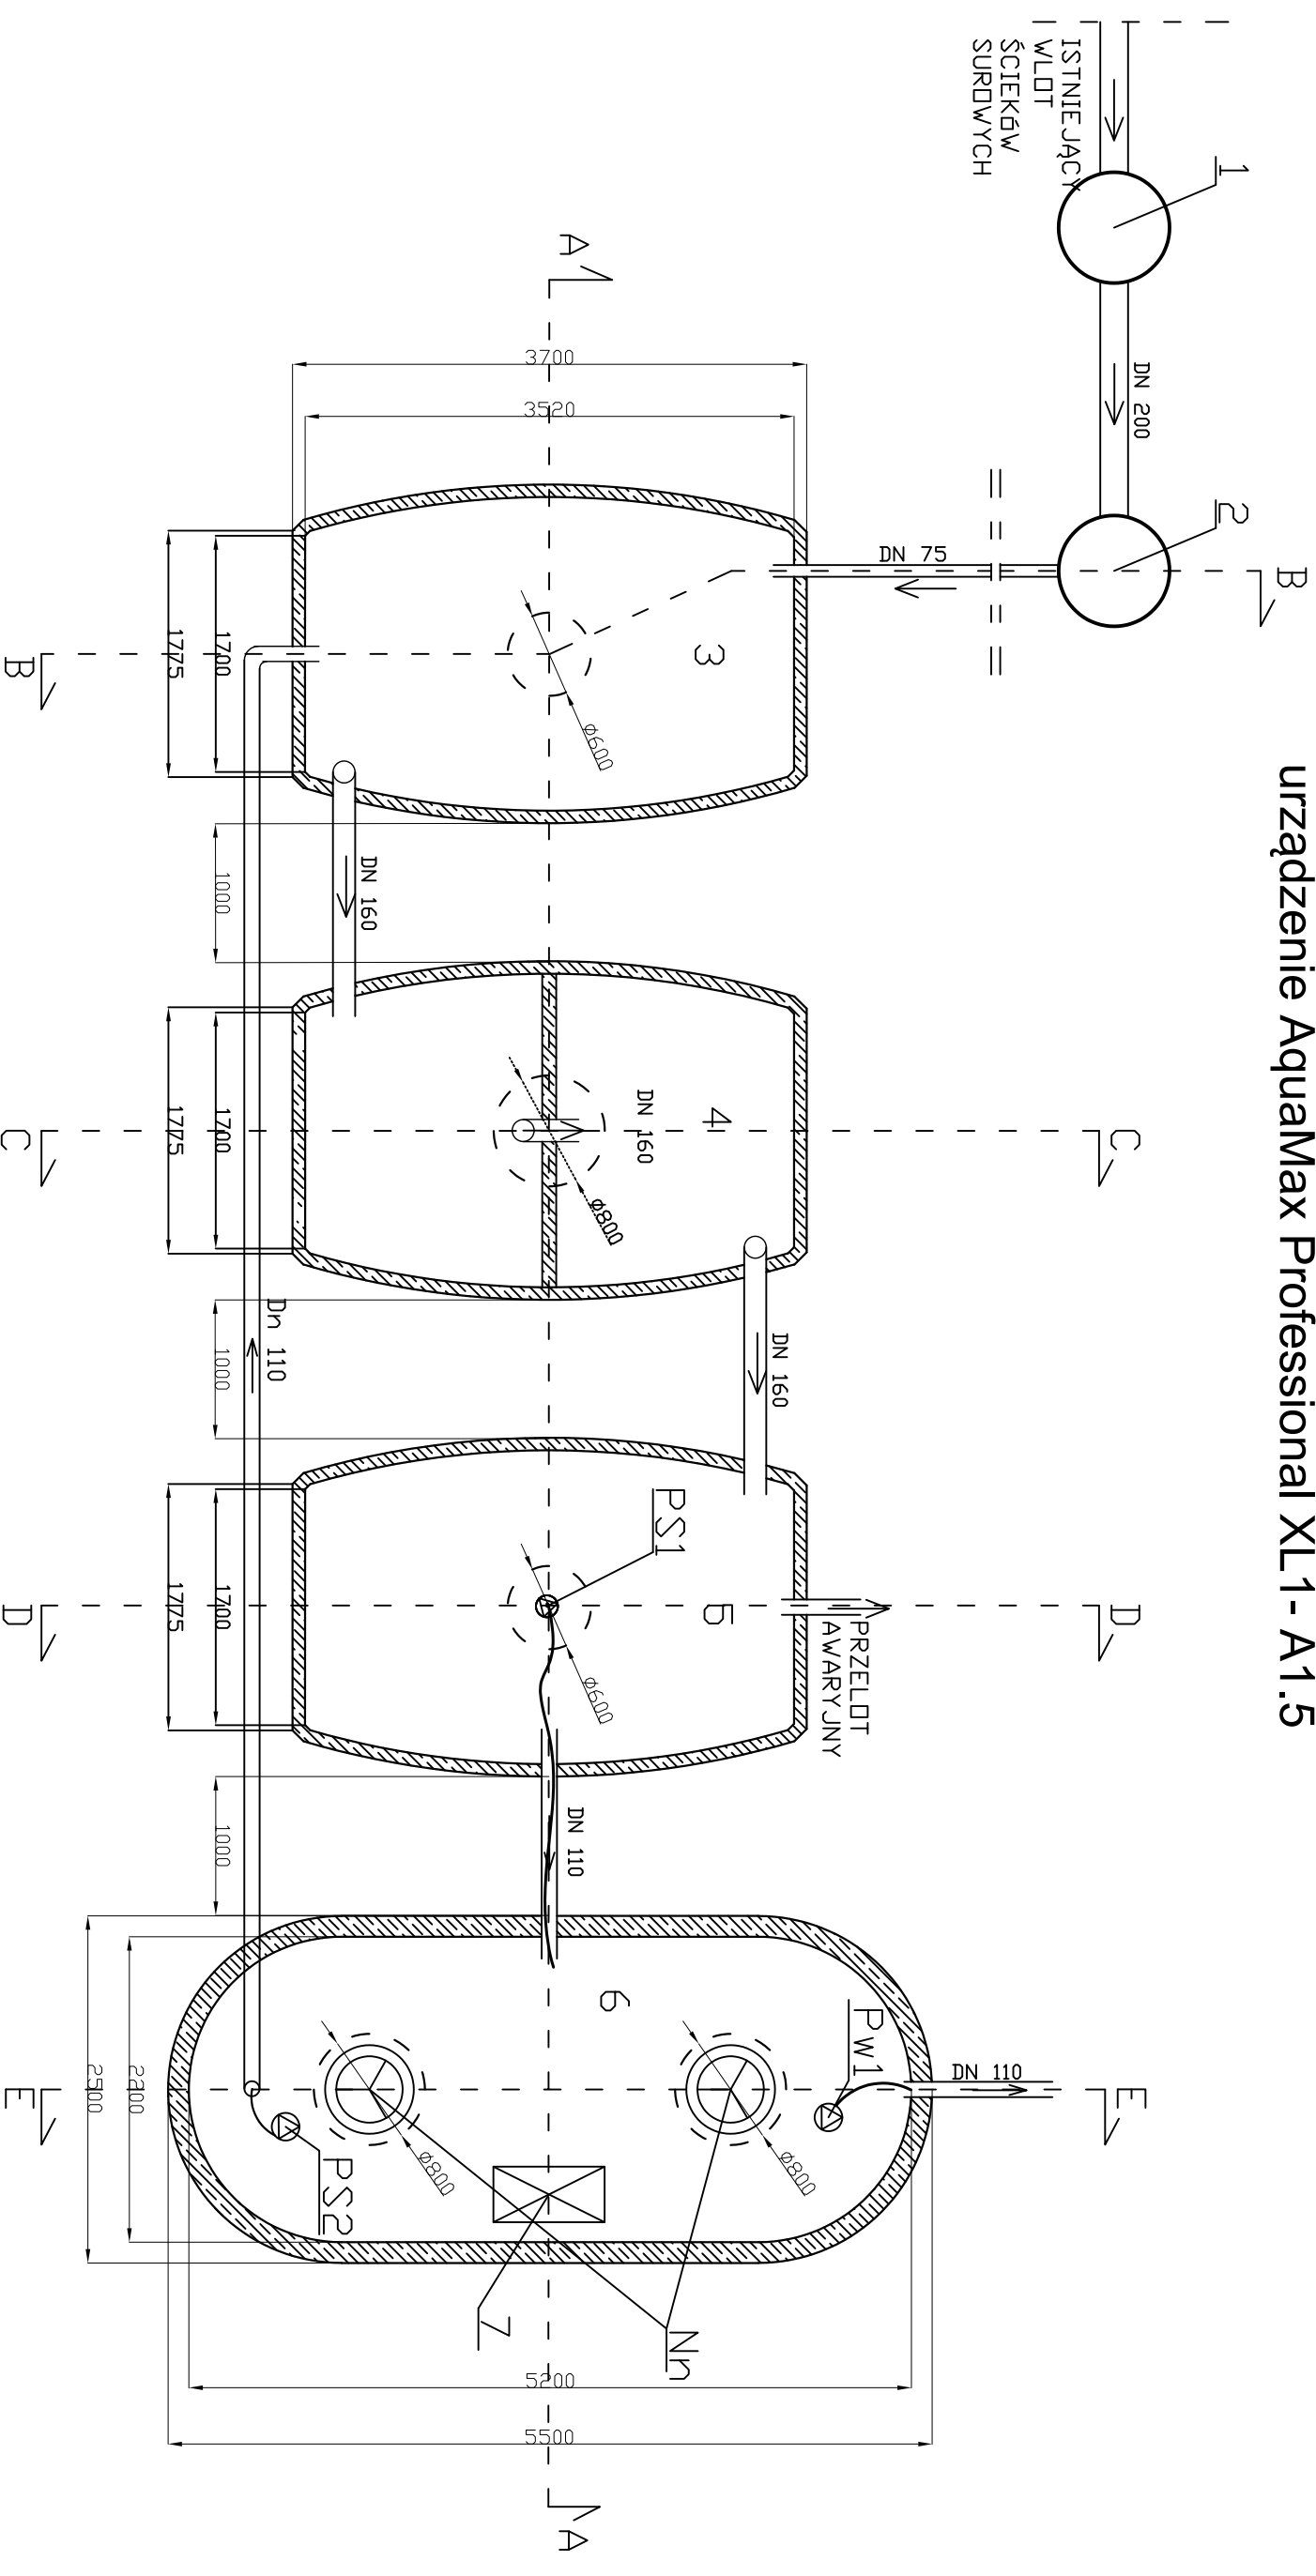 urządzenie AquaMax Professional XL1- A1.5
1
ISTNIEJĄCY
WLOT
ŚCIEKÓW
SUROWYCH
DN 200
2
B
DN 75
A
3700
3520
3
Ø600
1700
1775
B
DN 160
1000
C
4
DN 160
Ø800
1700
1775
C
DN 160
1000
Dn 110
D
PRZELOT
AWARYJNY
PS1
5
Ø600
1700
1775
D
DN 110
1000
E
DN 110
6
PW1
Ø800
Ø800
PS2
2200
2500
E
7
Nn
5200
5500
A